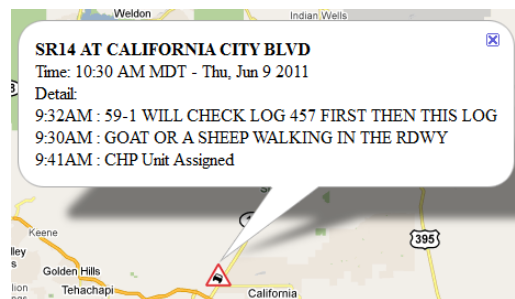 Weldon
Indian Wells
SR14 AT CALIFORNIA CITY BLVD
Time: 10:30 AM MDT - Thu, Jun 9 2011
Detail:
9:32AM : 59-1 WILL CHECK LOG 457 FIRST THEN THIS LOG
9:30AM : GOAT OR A SHEEP WALKING IN THE RDWY
9:41AM : CHP Unit Assigned
Keene
395
Golden Hills
Tehachapi
California